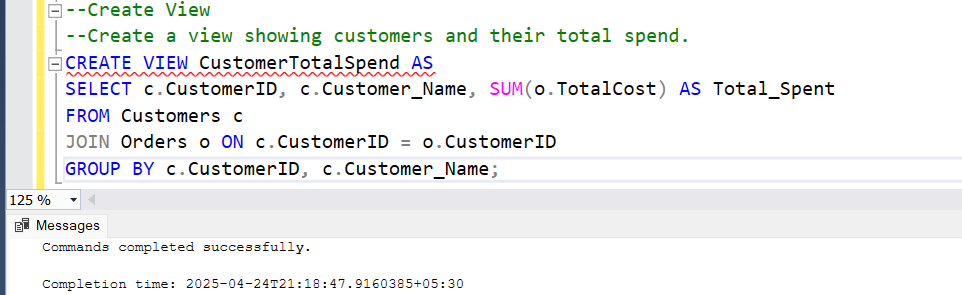 --Create View
--Create a view showing customers and their total spend.
CREATE VIEW CustomerTotalSpend AS
SELECT c.CustomerID, c.Customer_Name, SUM(o.TotalCost) AS Total_Spent
FROM Customers c
JOIN Orders o ON c.CustomerID = o.CustomerID
GROUP BY c.CustomerID, c.Customer_Name;
125 %
Messages
Commands completed successfully.
Completion time: 2025-04-24T21:18:47.9160385+05:30